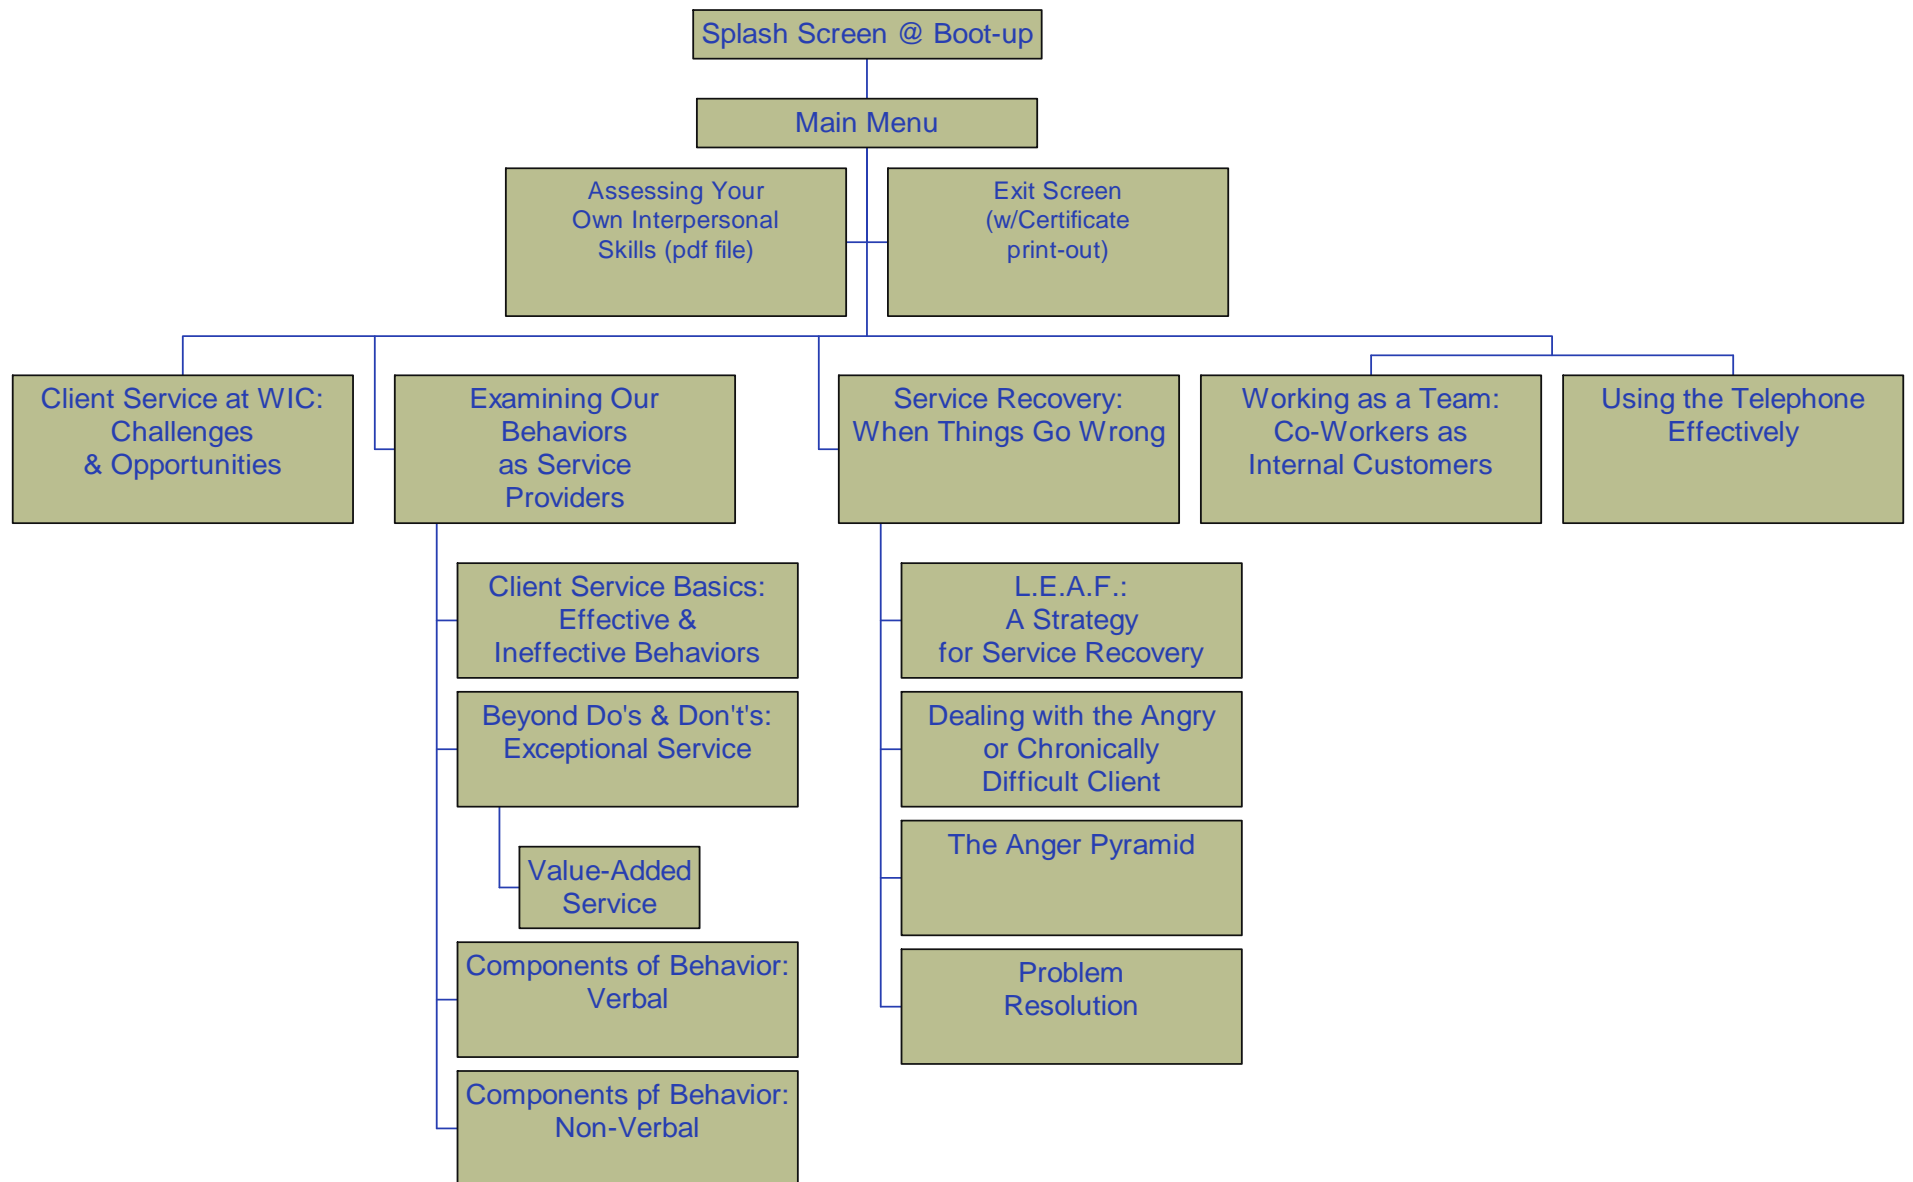 Splash Screen @ Boot-up
Main Menu
Assessing Your
Own Interpersonal
Skills (pdf file)
Exit Screen
(w/Certificate
print-out)
Client Service at WIC:
Challenges
& Opportunities
Examining Our
Behaviors
as Service
Providers
Client Service Basics:
Effective &
Ineffective Behaviors
Beyond Do's & Don't's:
Exceptional Service
Value-Added
Service
Components of Behavior:
Verbal
Components pf Behavior:
Non-Verbal
Service Recovery:
When Things Go Wrong
L.E.A.F.:
A Strategy
for Service Recovery
Dealing with the Angry
or Chronically
Difficult Client
The Anger Pyramid
Problem
Resolution
Working as a Team:
Co-Workers as
Internal Customers
Using the Telephone
Effectively